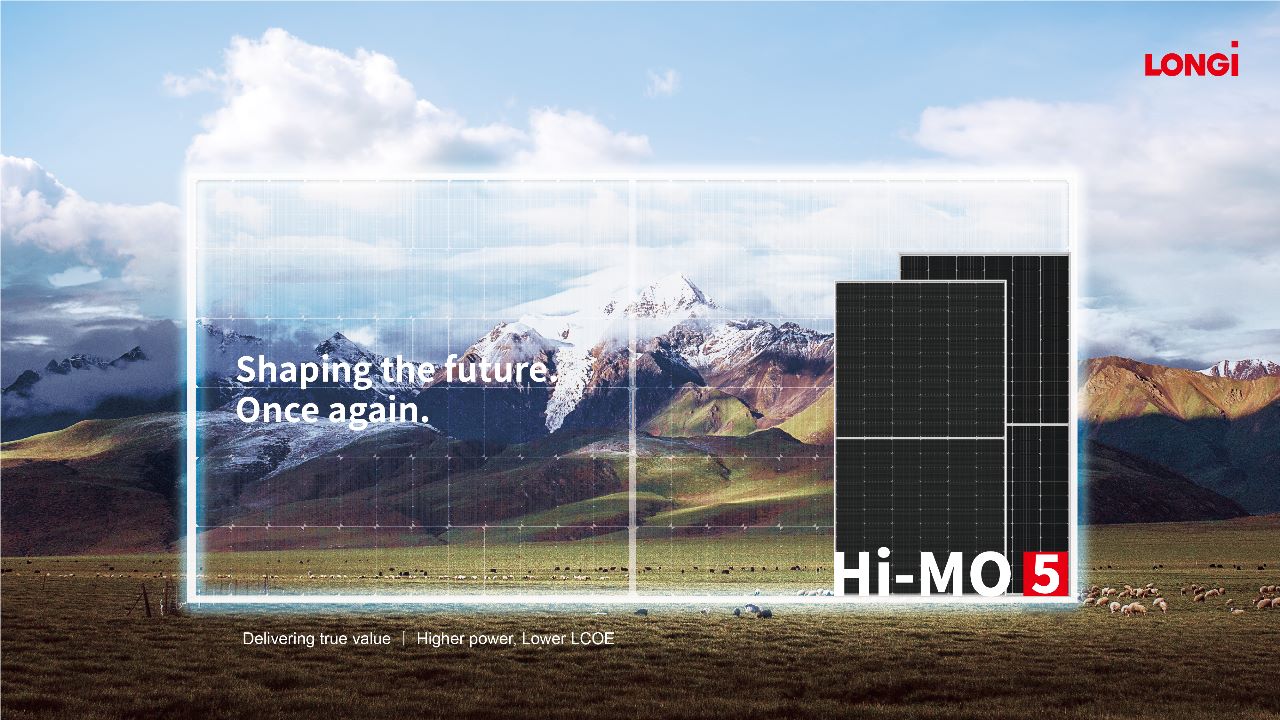 LONGi
Shaping the future.
Once again.
Hi-MO 5
Delivering true value | Higher power, Lower LCOE